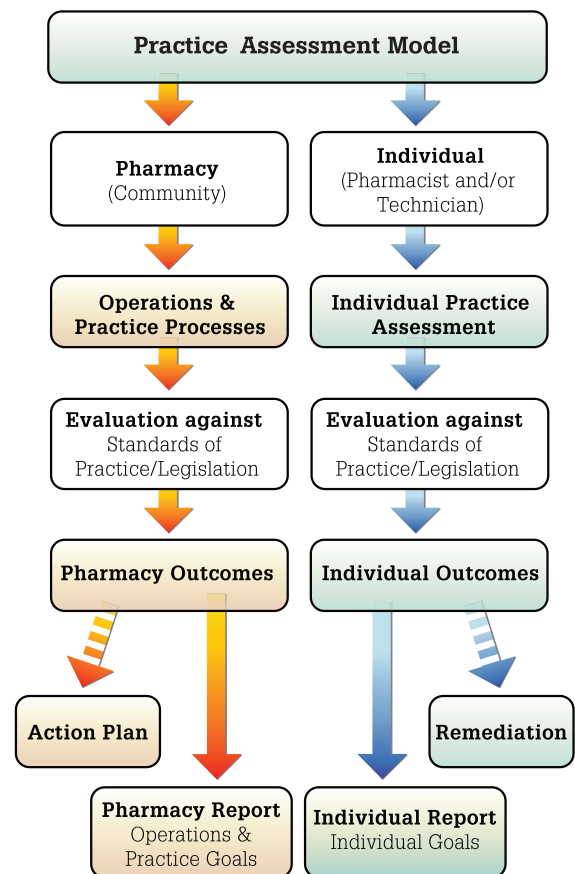 Practice Assessment Model
Pharmacy
(Community)
Individual
(Pharmacist and/or
Technician)
Operations &
Practice Processes
Individual Practice
Assessment
Evaluation against
Standards of
Practice/Legislation
Evaluation against
Standards of
Practice/Legislation
Pharmacy Outcomes
Individual Outcomes
Action Plan
Remediation
Pharmacy Report
Operations &
Practice Goals
Individual Report
Individual Goals